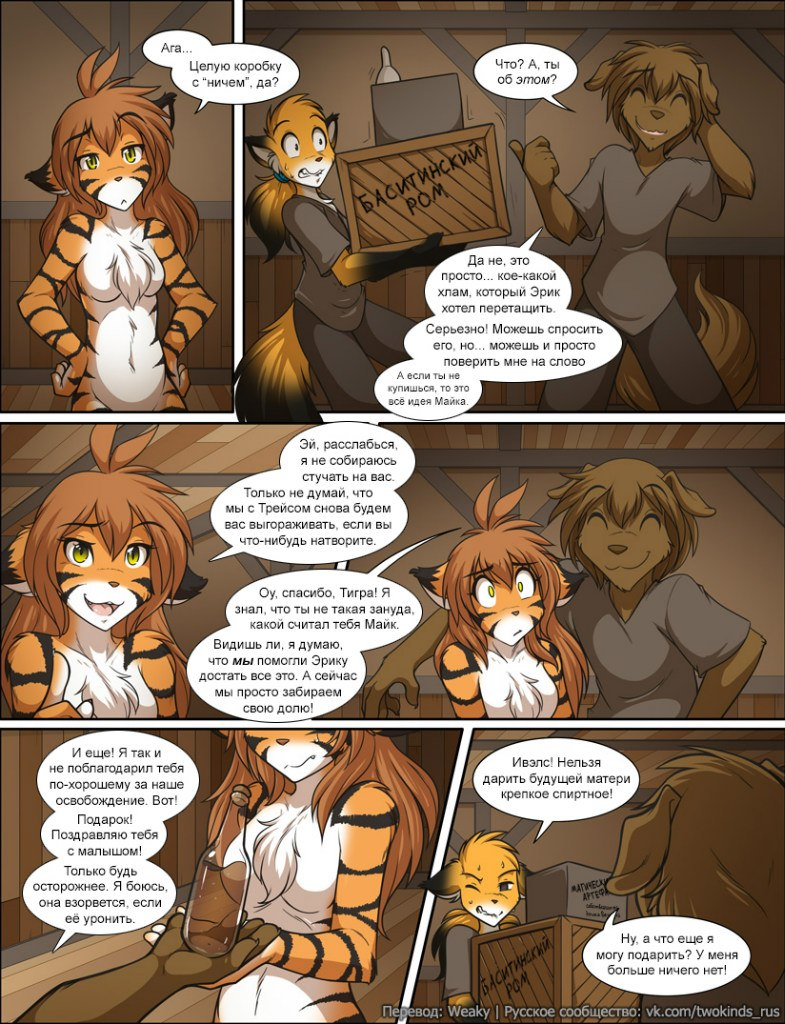 Ага...
Целую коробку
с “ничем”, да?
Что? А, ты
об этом?
БАСИТИНСКИЙ
РОМ
Да не, это
просто... кое-какой
хлам, который Эрик
хотел перетащить.
Серьезно! Можешь спросить
его, но... можешь и просто
поверить мне на слово
А если ты не
купишься, то это
всё идея Майка.
Эй, расслабься,
я не собираюсь
стучать на вас.
Только не думай, что
мы с Трейсом снова будем
вас выгораживать, если вы
что-нибудь натворите.
Оу, спасибо, Тигра! Я
знал, что ты не такая зануда,
какой считал тебя Майк.
Видишь ли, я думаю,
что мы помогли Эрику
достать все это. А сейчас
мы просто забираем
свою долю!
И еще! Я так и
не поблагодарил тебя
по-хорошему за наше
освобождение. Вот!
Подарок!
Поздравляю тебя
с малышом!
Только будь
осторожнее. Я боюсь,
она взорвется, если
её уронить.
Ивэлс! Нельзя
дарить будущей матери
крепкое спиртное!
МАГИЧЕСКИ
АРТЕФА
БАСИТИНСКИЙ
РОМ
Ну, а что еще я
могу подарить? У меня
больше ничего нет!
Перевод: Weaky | Русское сообщество: vk.com/twokinds_rus